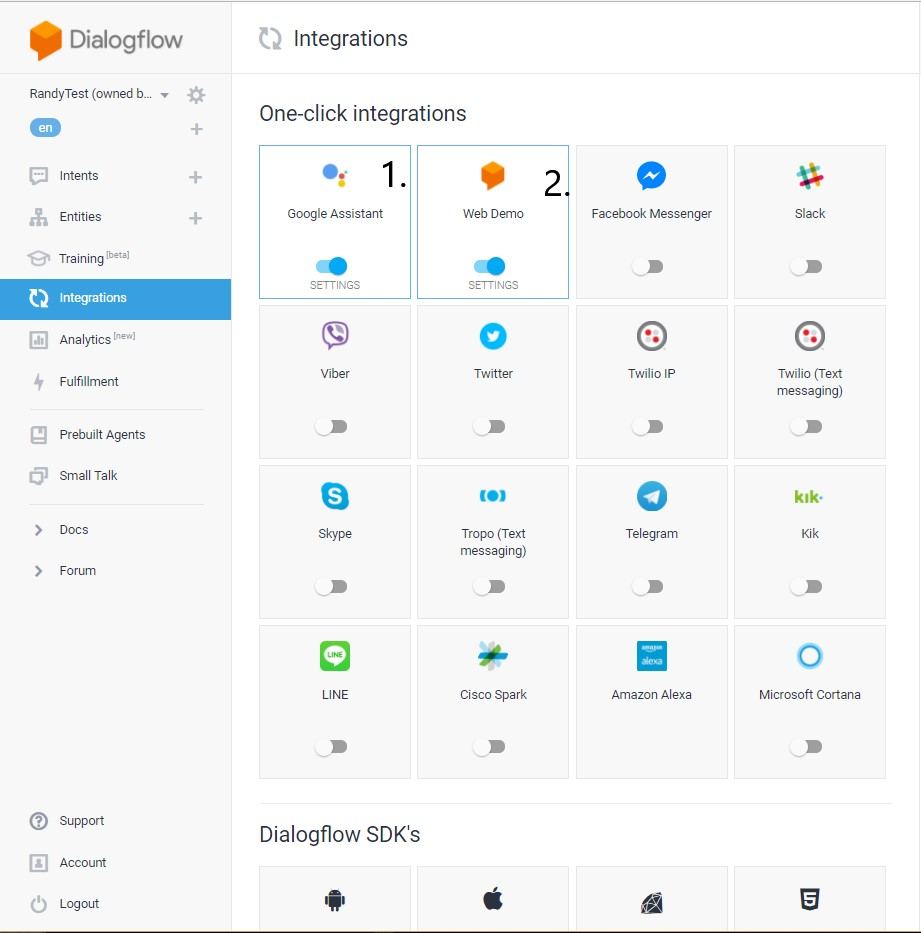 Dialogflow
Integrations
RandyTest (owned b...
en
Intents
Entities
Training [beta]
Integrations
Analytics [new]
Fulfillment
Prebuilt Agents
Small Talk
Docs
Forum
Support
Account
Logout
One-click integrations
1.
Google Assistant
SETTINGS
2.
Web Demo
SETTINGS
Facebook Messenger
Slack
Viber
Twitter
Twilio IP
Twilio (Text
messaging)
S
Skype
Tropo (Text
messaging)
Telegram
kik.
Kik
LINE
LINE
Cisco Spark
amazon
alexa
Amazon Alexa
Microsoft Cortana
Dialogflow SDK's
5